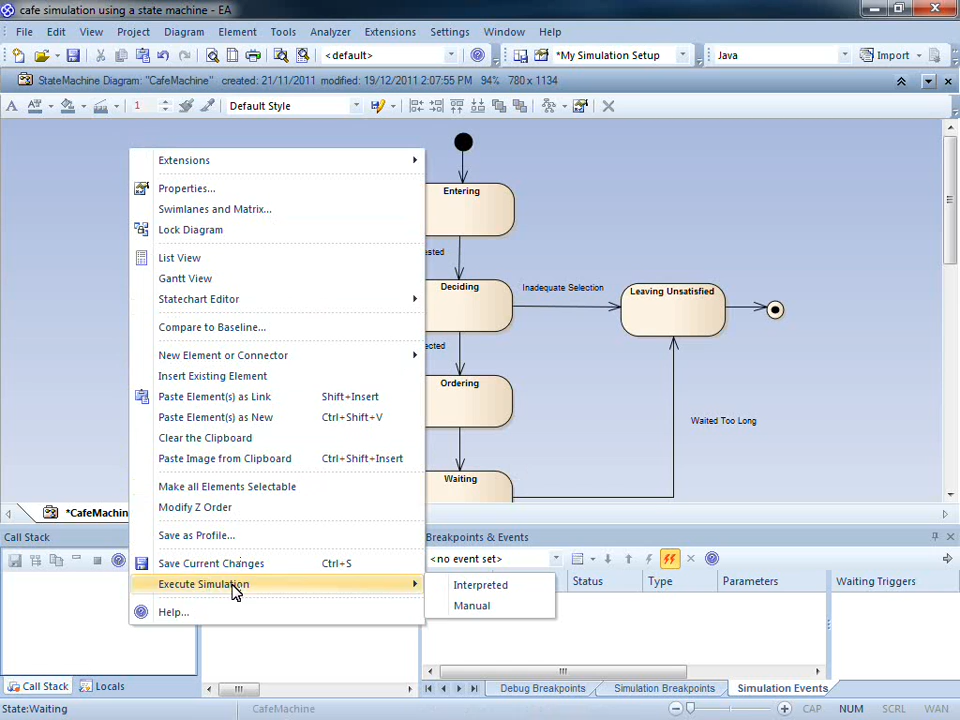 cafe simulation using a state machine - EA
File Edit View Project Diagram Element Tools Analyzer Extensions Settings Window Help
<default> *My Simulation Setup Java Import
StateMachine Diagram: "CafeMachine" created: 21/11/2011 modified: 19/12/2011 2:07:55 PM 94% 780 x 1134
1 Default Style
Extensions
Properties...
Swimlanes and Matrix...
Lock Diagram
List View
Gantt View
Statechart Editor
Compare to Baseline...
New Element or Connector
Insert Existing Element
Paste Element(s) as Link Shift+Insert
Paste Element(s) as New Ctrl+Shift+V
Clear the Clipboard
Paste Image from Clipboard Ctrl+Shift+Insert
Make all Elements Selectable
Modify Z Order
Save as Profile...
Save Current Changes Ctrl+S
Execute Simulation
Help...
Interpreted
Manual
Entering
ested
Deciding
Inadequate Selection
Leaving Unsatisfied
ected
Ordering
Waited Too Long
Waiting
*CafeMachin
Call Stack
Breakpoints & Events
<no event set>
Status Type Parameters Waiting Triggers
Call Stack Locals
Debug Breakpoints Simulation Breakpoints Simulation Events
State:Waiting CafeMachine CAP NUM SCRL WAN